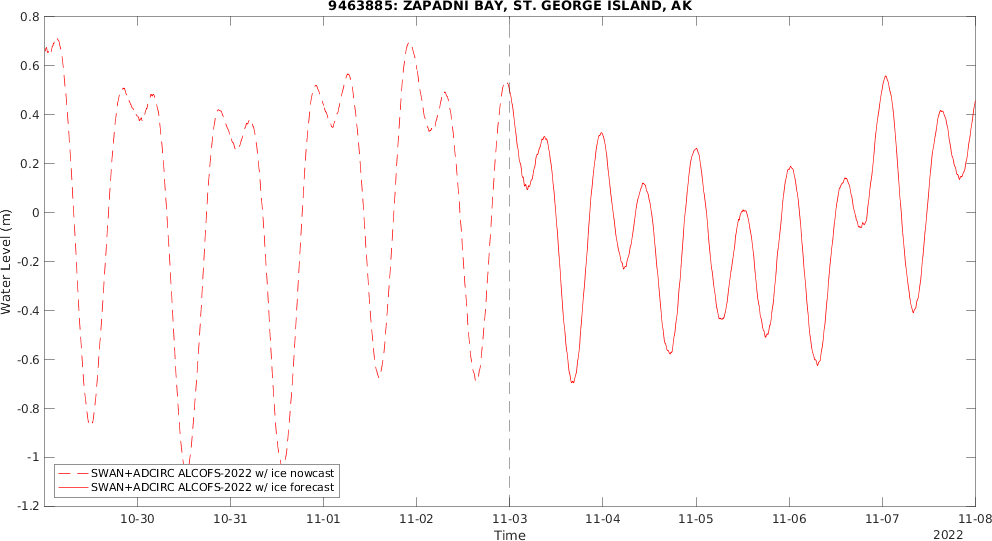 9463885: ZAPADNI BAY, ST. GEORGE ISLAND, AK
0.8
0.6
0.4
0.2
0
-0.2
-0.4
-0.6
-0.8
-1
-1.2
Water Level (m)
SWAN+ADCIRC ALCOFS-2022 w/ ice nowcast
SWAN+ADCIRC ALCOFS-2022 w/ ice forecast
10-30 10-31 11-01 11-02 11-03 11-04 11-05 11-06 11-07 11-08
Time
2022